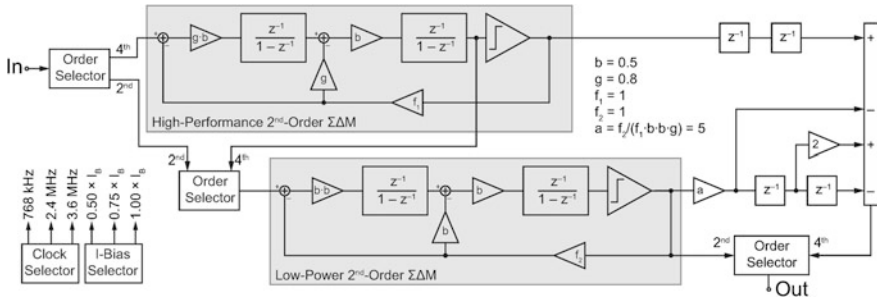 In
Order
Selector
4th
2nd
+
−
g·b
z⁻¹
1 − z⁻¹
+
−
b
z⁻¹
1 − z⁻¹
g
f₁
High-Performance 2nd-Order ΣΔM
b = 0.5
g = 0.8
f₁ = 1
f₂ = 1
a = f₂/(f₁·b·b·g) = 5
z⁻¹
z⁻¹
+
−
+
−
2nd
4th
Order
Selector
+
−
b·b
z⁻¹
1 − z⁻¹
+
−
b
z⁻¹
1 − z⁻¹
b
f₂
Low-Power 2nd-Order ΣΔM
a
2
z⁻¹
z⁻¹
768 kHz
2.4 MHz
3.6 MHz
0.50 × I_B
0.75 × I_B
1.00 × I_B
Clock
Selector
I-Bias
Selector
2nd
Order
Selector
4th
Out